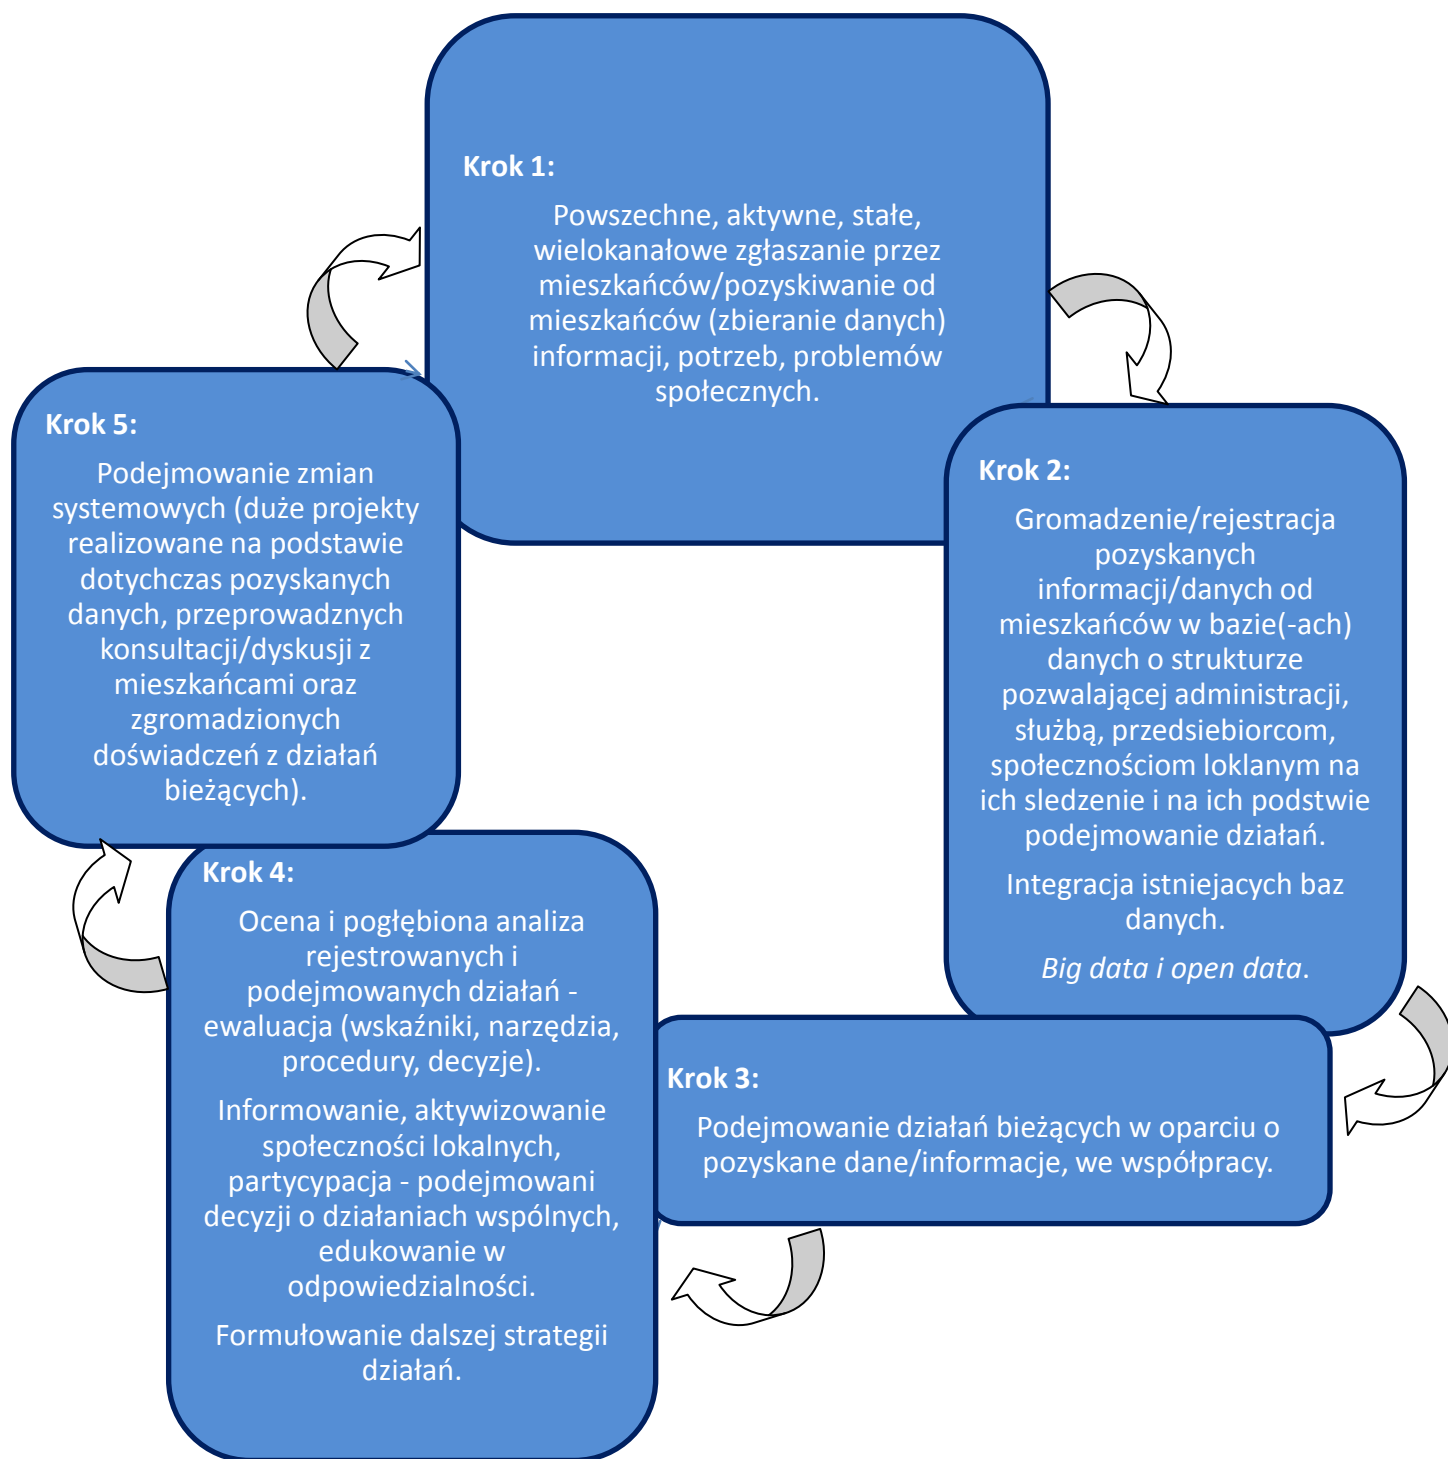 Krok 1:
Powszechne, aktywne, stałe,
wielokanałowe zgłaszanie przez
mieszkańców/pozyskiwanie od
mieszkańców (zbieranie danych)
informacji, potrzeb, problemów
społecznych.
Krok 2:
Gromadzenie/rejestracja
pozyskanych
informacji/danych od
mieszkańców w bazie(-ach)
danych o strukturze
pozwalającej administracji,
służbą, przedsiebiorcom,
społecznościom loklanym na
ich sledzenie i na ich podstwie
podejmowanie działań.
Integracja istniejacych baz
danych.
Big data i open data.
Krok 3:
Podejmowanie działań bieżących w oparciu o
pozyskane dane/informacje, we współpracy.
Krok 4:
Ocena i pogłębiona analiza
rejestrowanych i
podejmowanych działań -
ewaluacja (wskaźniki, narzędzia,
procedury, decyzje).
Informowanie, aktywizowanie
społeczności lokalnych,
partycypacja - podejmowani
decyzji o działaniach wspólnych,
edukowanie w
odpowiedzialności.
Formułowanie dalszej strategii
działań.
Krok 5:
Podejmowanie zmian
systemowych (duże projekty
realizowane na podstawie
dotychczas pozyskanych
danych, przeprowadznych
konsultacji/dyskusji z
mieszkańcami oraz
zgromadzionych
doświadczeń z działań
bieżących).